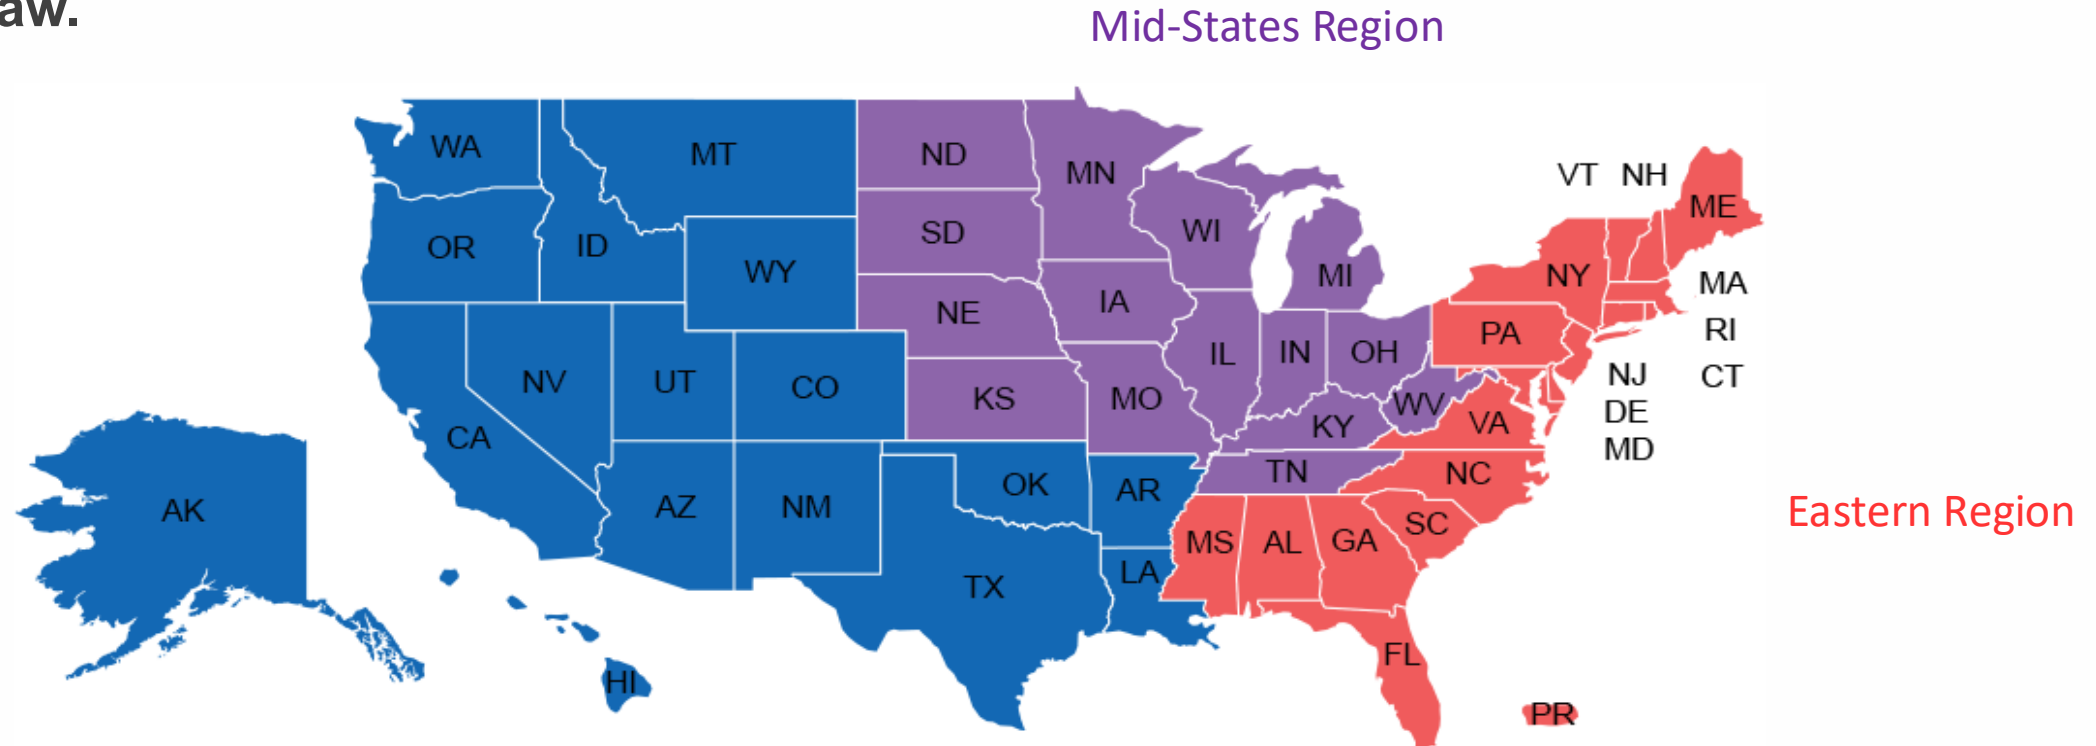 aw.
Mid-States Region
WA
MT
ND
MN
VT NH
ME
OR
ID
SD
WI
WY
MI
NY
MA
NE
IA
PA
RI
NV
UT
CO
KS
MO
IL
IN
OH
NJ
CT
DE
CA
KY
WV
VA
MD
AK
AZ
NM
OK
AR
TN
NC
Eastern Region
TX
LA
MS
AL
GA
SC
HI
FL
PR